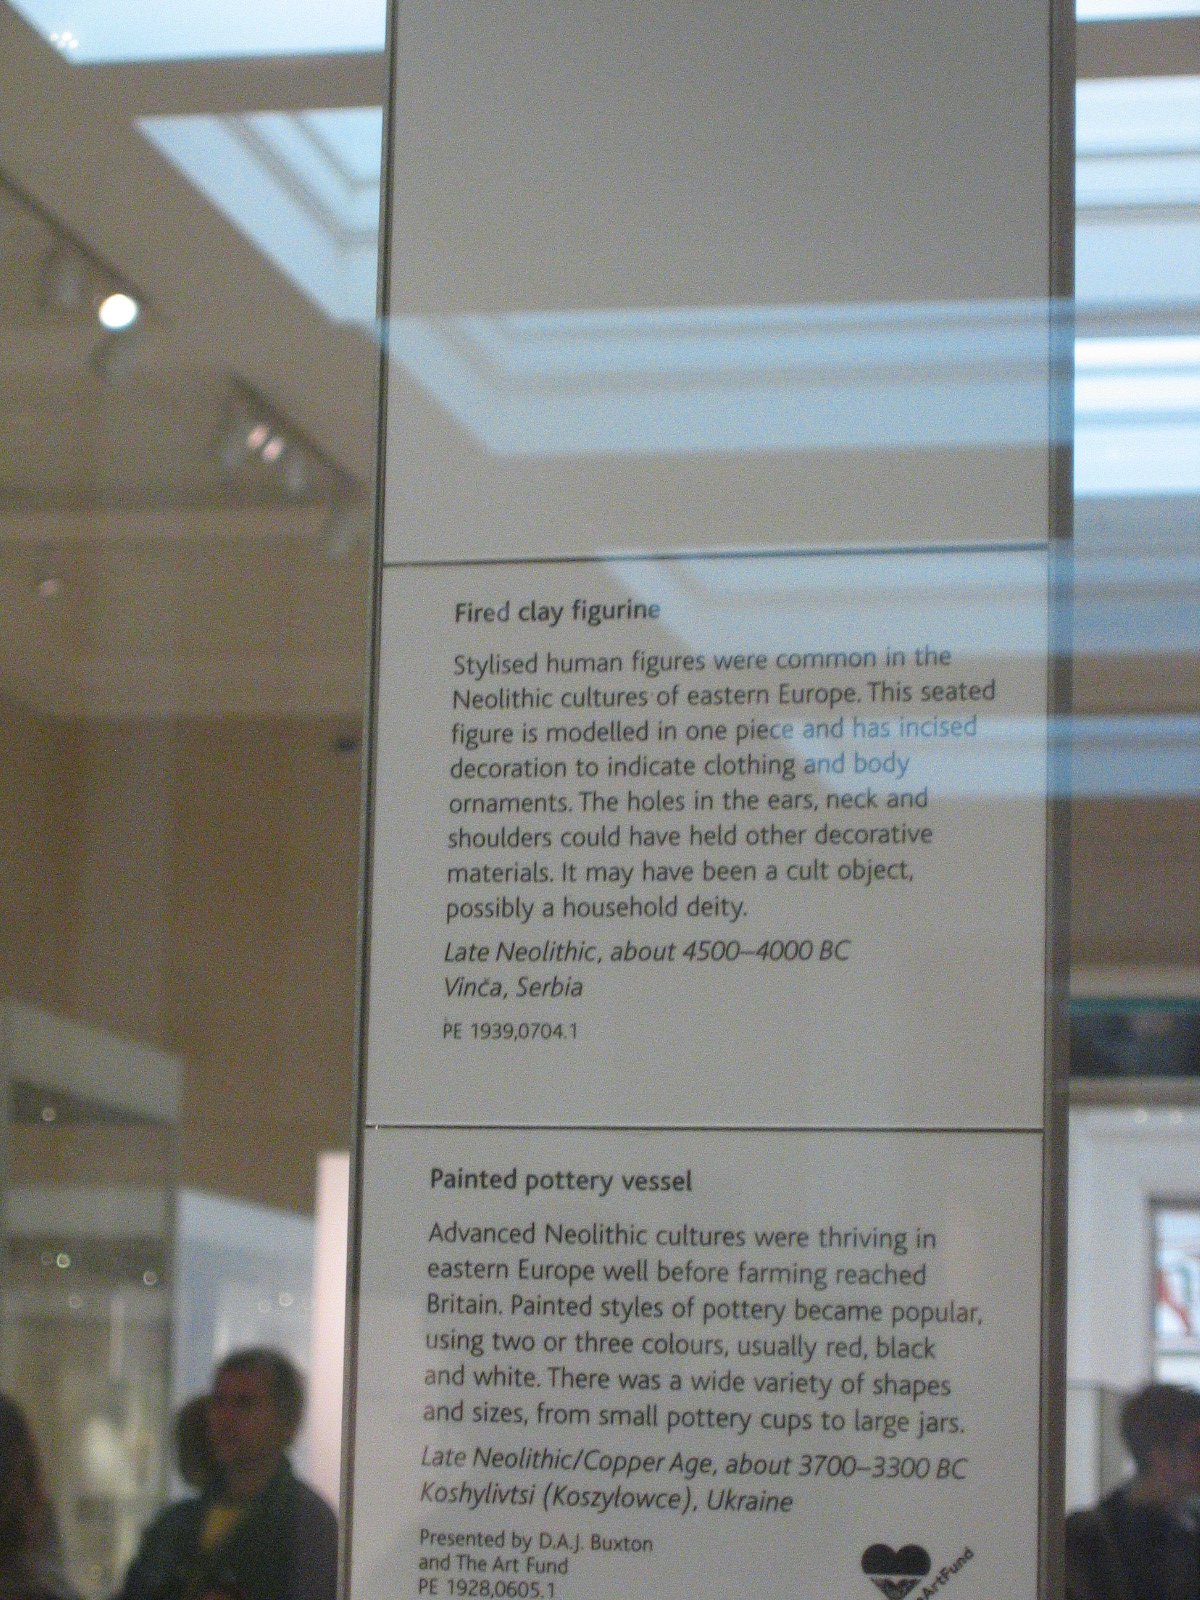 Fired clay figurine
Stylised human figures were common in the
Neolithic cultures of eastern Europe. This seated
figure is modelled in one piece and has incised
decoration to indicate clothing and body
ornaments. The holes in the ears, neck and
shoulders could have held other decorative
materials. It may have been a cult object,
possibly a household deity.
Late Neolithic, about 4500–4000 BC
Vinča, Serbia
PE 1939,0704.1
Painted pottery vessel
Advanced Neolithic cultures were thriving in
eastern Europe well before farming reached
Britain. Painted styles of pottery became popular,
using two or three colours, usually red, black
and white. There was a wide variety of shapes
and sizes, from small pottery cups to large jars.
Late Neolithic/Copper Age, about 3700–3300 BC
Koshylivtsi (Koszyłowce), Ukraine
Presented by D.A.J. Buxton
and The Art Fund
PE 1928,0605.1
ArtFund